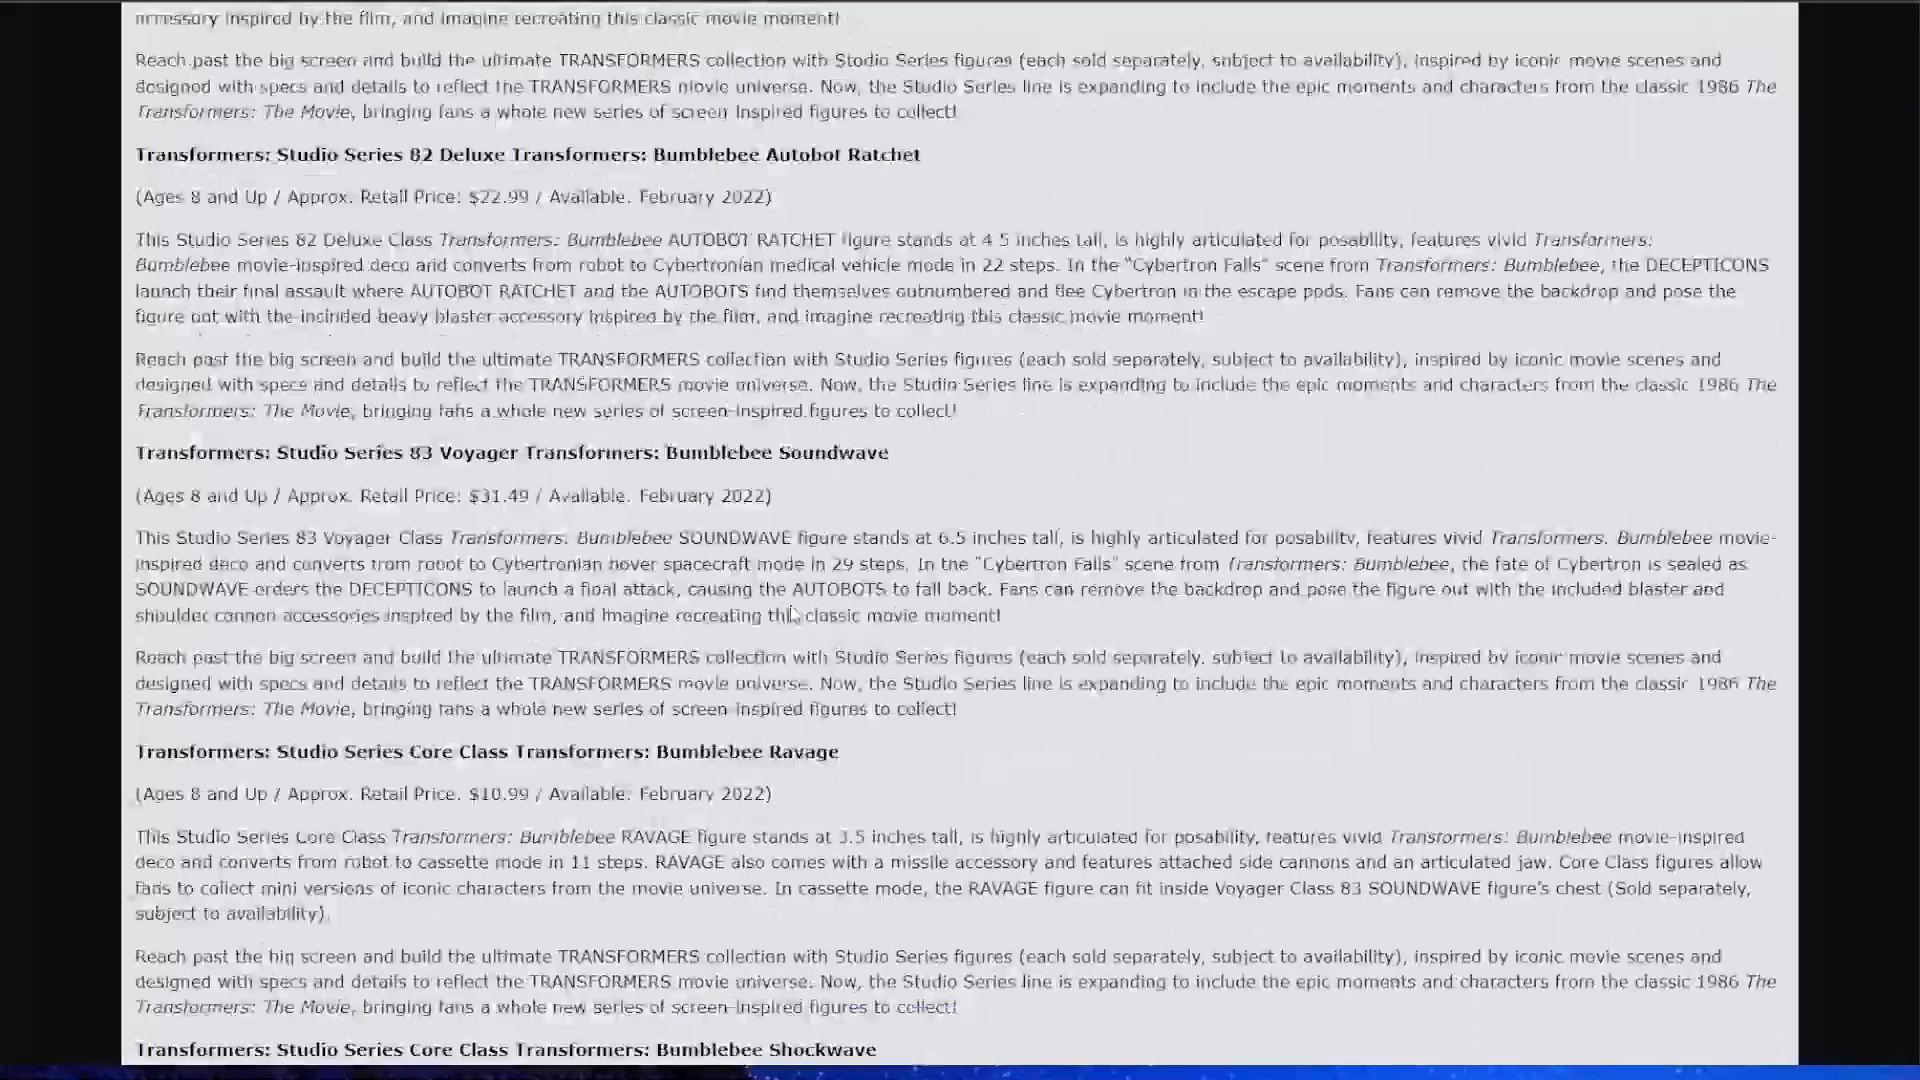 accessory inspired by the film, and imagine recreating this classic movie moment!
Reach past the big screen and build the ultimate TRANSFORMERS collection with Studio Series figures (each sold separately, subject to availability), inspired by iconic movie scenes and
designed with specs and details to reflect the TRANSFORMERS movie universe. Now, the Studio Series line is expanding to include the epic moments and characters from the classic 1986 The
Transformers: The Movie, bringing fans a whole new series of screen inspired figures to collect!
Transformers: Studio Series 82 Deluxe Transformers: Bumblebee Autobot Ratchet
(Ages 8 and Up / Approx. Retail Price: $22.99 / Available: February 2022)
This Studio Series 82 Deluxe Class Transformers: Bumblebee AUTOBOT RATCHET figure stands at 4.5 inches tall, is highly articulated for posability, features vivid Transformers:
Bumblebee movie-inspired deco and converts from robot to Cybertronian medical vehicle mode in 22 steps. In the "Cybertron Falls" scene from Transformers: Bumblebee, the DECEPTICONS
launch their final assault where AUTOBOT RATCHET and the AUTOBOTS find themselves outnumbered and flee Cybertron in the escape pods. Fans can remove the backdrop and pose the
figure out with the included heavy blaster accessory inspired by the film, and imagine recreating this classic movie moment!
Reach past the big screen and build the ultimate TRANSFORMERS collection with Studio Series figures (each sold separately, subject to availability), inspired by iconic movie scenes and
designed with specs and details to reflect the TRANSFORMERS movie universe. Now, the Studio Series line is expanding to include the epic moments and characters from the classic 1986 The
Transformers: The Movie, bringing fans a whole new series of screen-inspired figures to collect!
Transformers: Studio Series 83 Voyager Transformers: Bumblebee Soundwave
(Ages 8 and Up / Approx. Retail Price: $31.49 / Available: February 2022)
This Studio Series 83 Voyager Class Transformers: Bumblebee SOUNDWAVE figure stands at 6.5 inches tall, is highly articulated for posability, features vivid Transformers: Bumblebee movie-
inspired deco and converts from robot to Cybertronian hover spacecraft mode in 29 steps. In the "Cybertron Falls" scene from Transformers: Bumblebee, the fate of Cybertron is sealed as
SOUNDWAVE orders the DECEPTICONS to launch a final attack, causing the AUTOBOTS to fall back. Fans can remove the backdrop and pose the figure out with the included blaster and
shoulder cannon accessories inspired by the film, and imagine recreating this classic movie moment!
Reach past the big screen and build the ultimate TRANSFORMERS collection with Studio Series figures (each sold separately, subject to availability), inspired by iconic movie scenes and
designed with specs and details to reflect the TRANSFORMERS movie universe. Now, the Studio Series line is expanding to include the epic moments and characters from the classic 1986 The
Transformers: The Movie, bringing fans a whole new series of screen-inspired figures to collect!
Transformers: Studio Series Core Class Transformers: Bumblebee Ravage
(Ages 8 and Up / Approx. Retail Price: $10.99 / Available: February 2022)
This Studio Series Core Class Transformers: Bumblebee RAVAGE figure stands at 3.5 inches tall, is highly articulated for posability, features vivid Transformers: Bumblebee movie-inspired
deco and converts from robot to cassette mode in 11 steps. RAVAGE also comes with a missile accessory and features attached side cannons and an articulated jaw. Core Class figures allow
fans to collect mini versions of iconic characters from the movie universe. In cassette mode, the RAVAGE figure can fit inside Voyager Class 83 SOUNDWAVE figure's chest (Sold separately,
subject to availability).
Reach past the big screen and build the ultimate TRANSFORMERS collection with Studio Series figures (each sold separately, subject to availability), inspired by iconic movie scenes and
designed with specs and details to reflect the TRANSFORMERS movie universe. Now, the Studio Series line is expanding to include the epic moments and characters from the classic 1986 The
Transformers: The Movie, bringing fans a whole new series of screen-inspired figures to collect!
Transformers: Studio Series Core Class Transformers: Bumblebee Shockwave